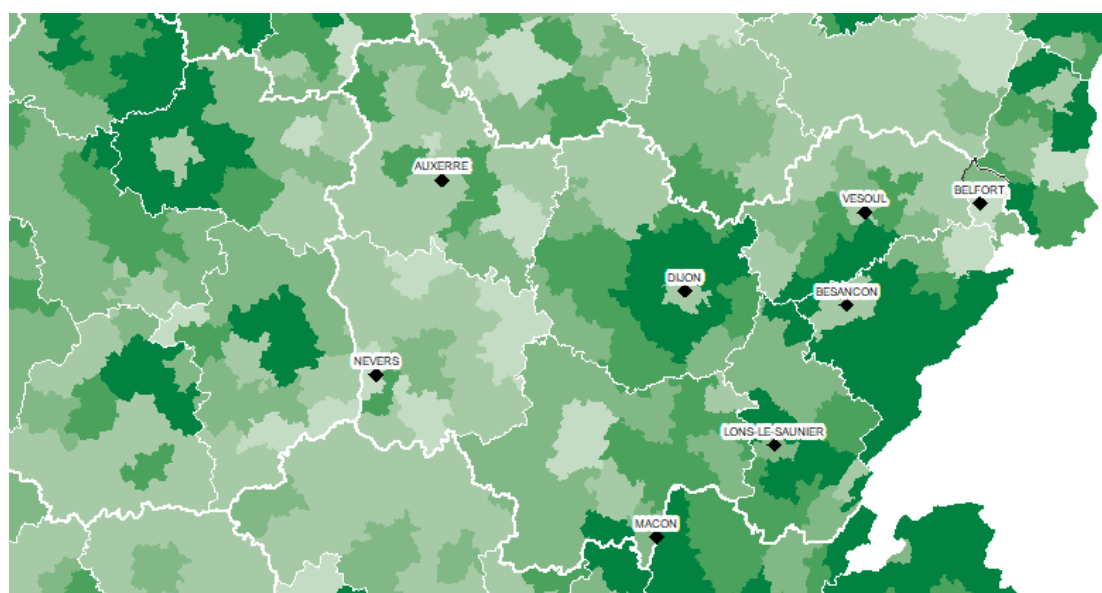 AUXERRE
BELFORT
VESOUL
DIJON
BESANCON
NEVERS
LONS-LE-SAUNIER
MACON